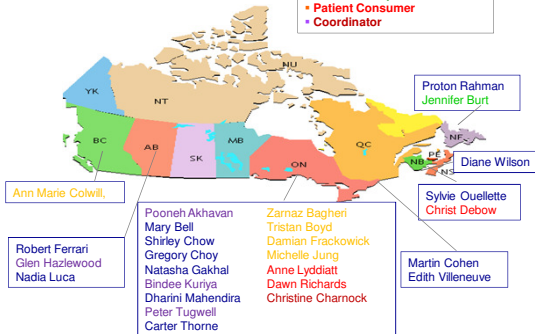 Patient Consumer
Coordinator
NU
YK
NT
Proton Rahman
Jennifer Burt
BC
AB
SK
MB
ON
QC
NF
PE
NB
NS
Diane Wilson
Ann Marie Colwill,
Sylvie Ouellette
Christ Debow
Robert Ferrari
Glen Hazlewood
Nadia Luca
Pooneh Akhavan
Mary Bell
Shirley Chow
Gregory Choy
Natasha Gakhal
Bindee Kuriya
Dharini Mahendira
Peter Tugwell
Carter Thorne
Zarnaz Bagheri
Tristan Boyd
Damian Frackowick
Michelle Jung
Anne Lyddiatt
Dawn Richards
Christine Charnock
Martin Cohen
Edith Villeneuve